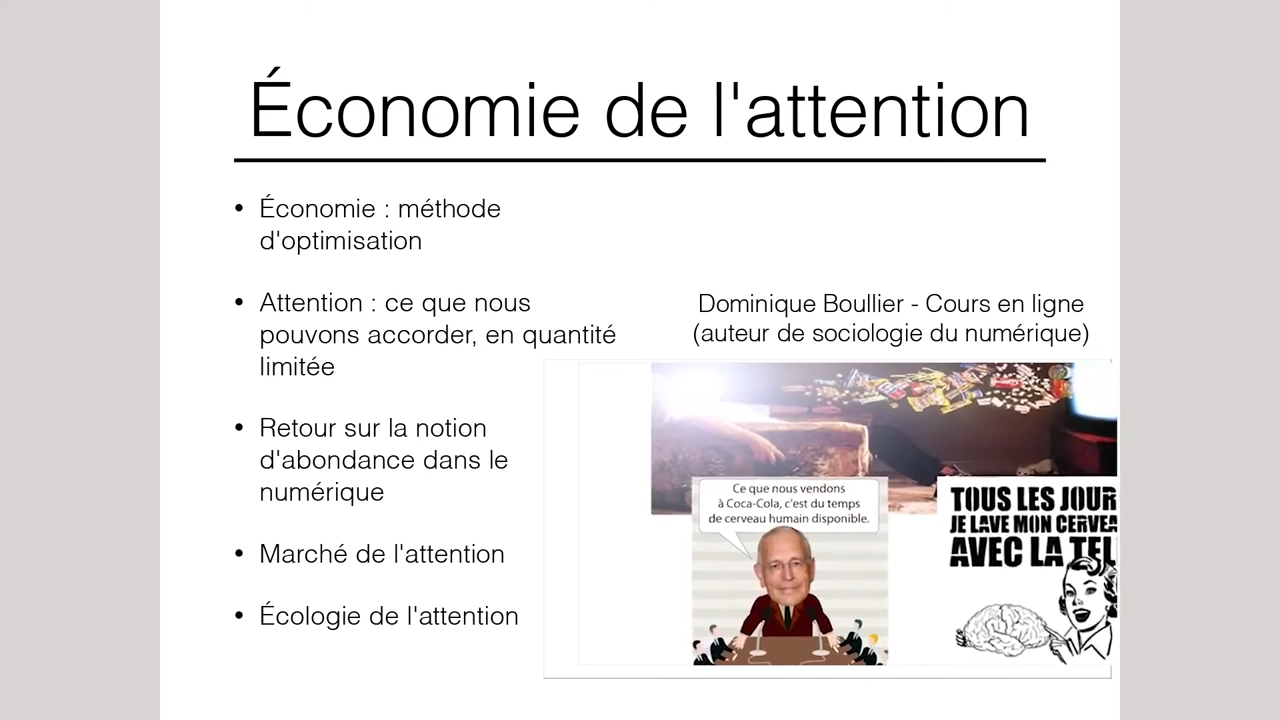 Économie de l'attention
• Économie : méthode
d'optimisation
• Attention : ce que nous
pouvons accorder, en quantité
limitée
• Retour sur la notion
d'abondance dans le
numérique
• Marché de l'attention
• Écologie de l'attention
Dominique Boullier - Cours en ligne
(auteur de sociologie du numérique)
Ce que nous vendons
à Coca-Cola, c'est du temps
de cerveau humain disponible.
TOUS LES JOUR
JE LAVE MON CERVEA
AVEC LA TEL